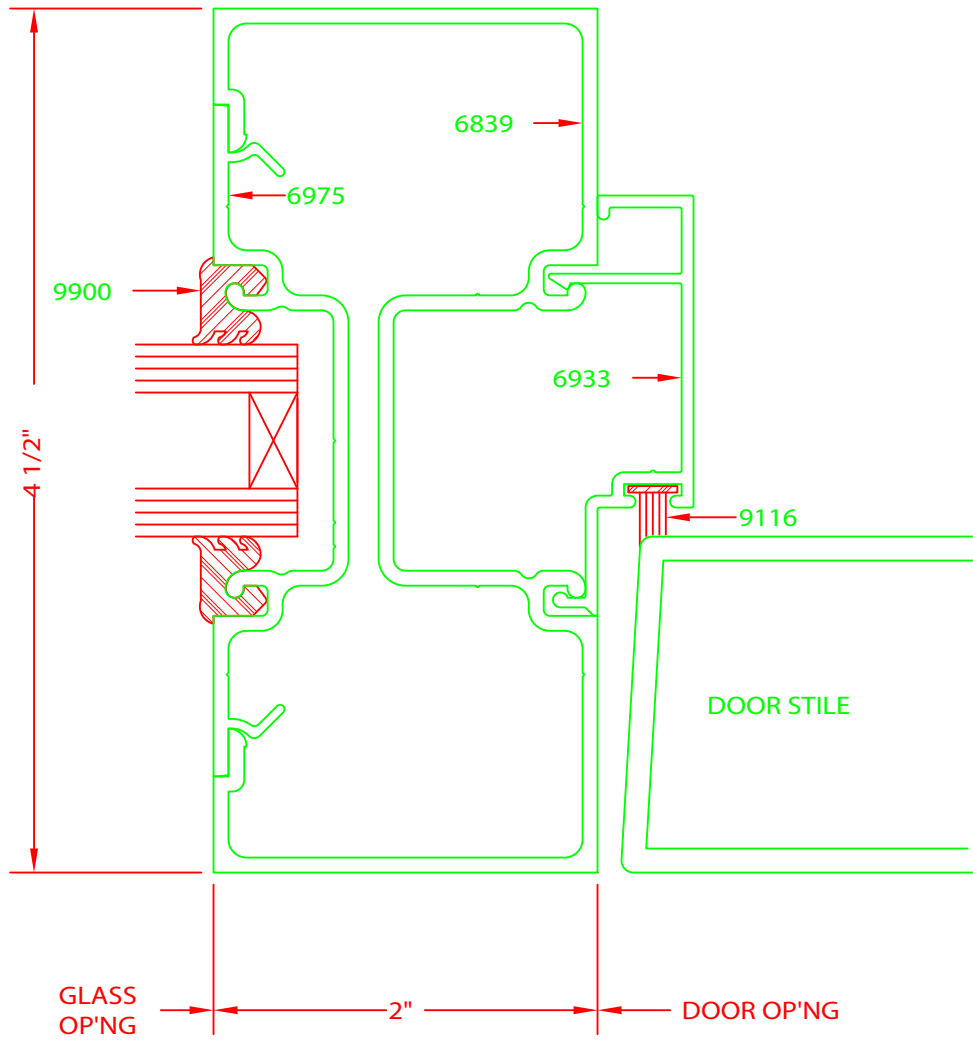 6839
6975
9900
6933
4 1/2"
9116
DOOR STILE
GLASS
OP'NG
2"
DOOR OP'NG